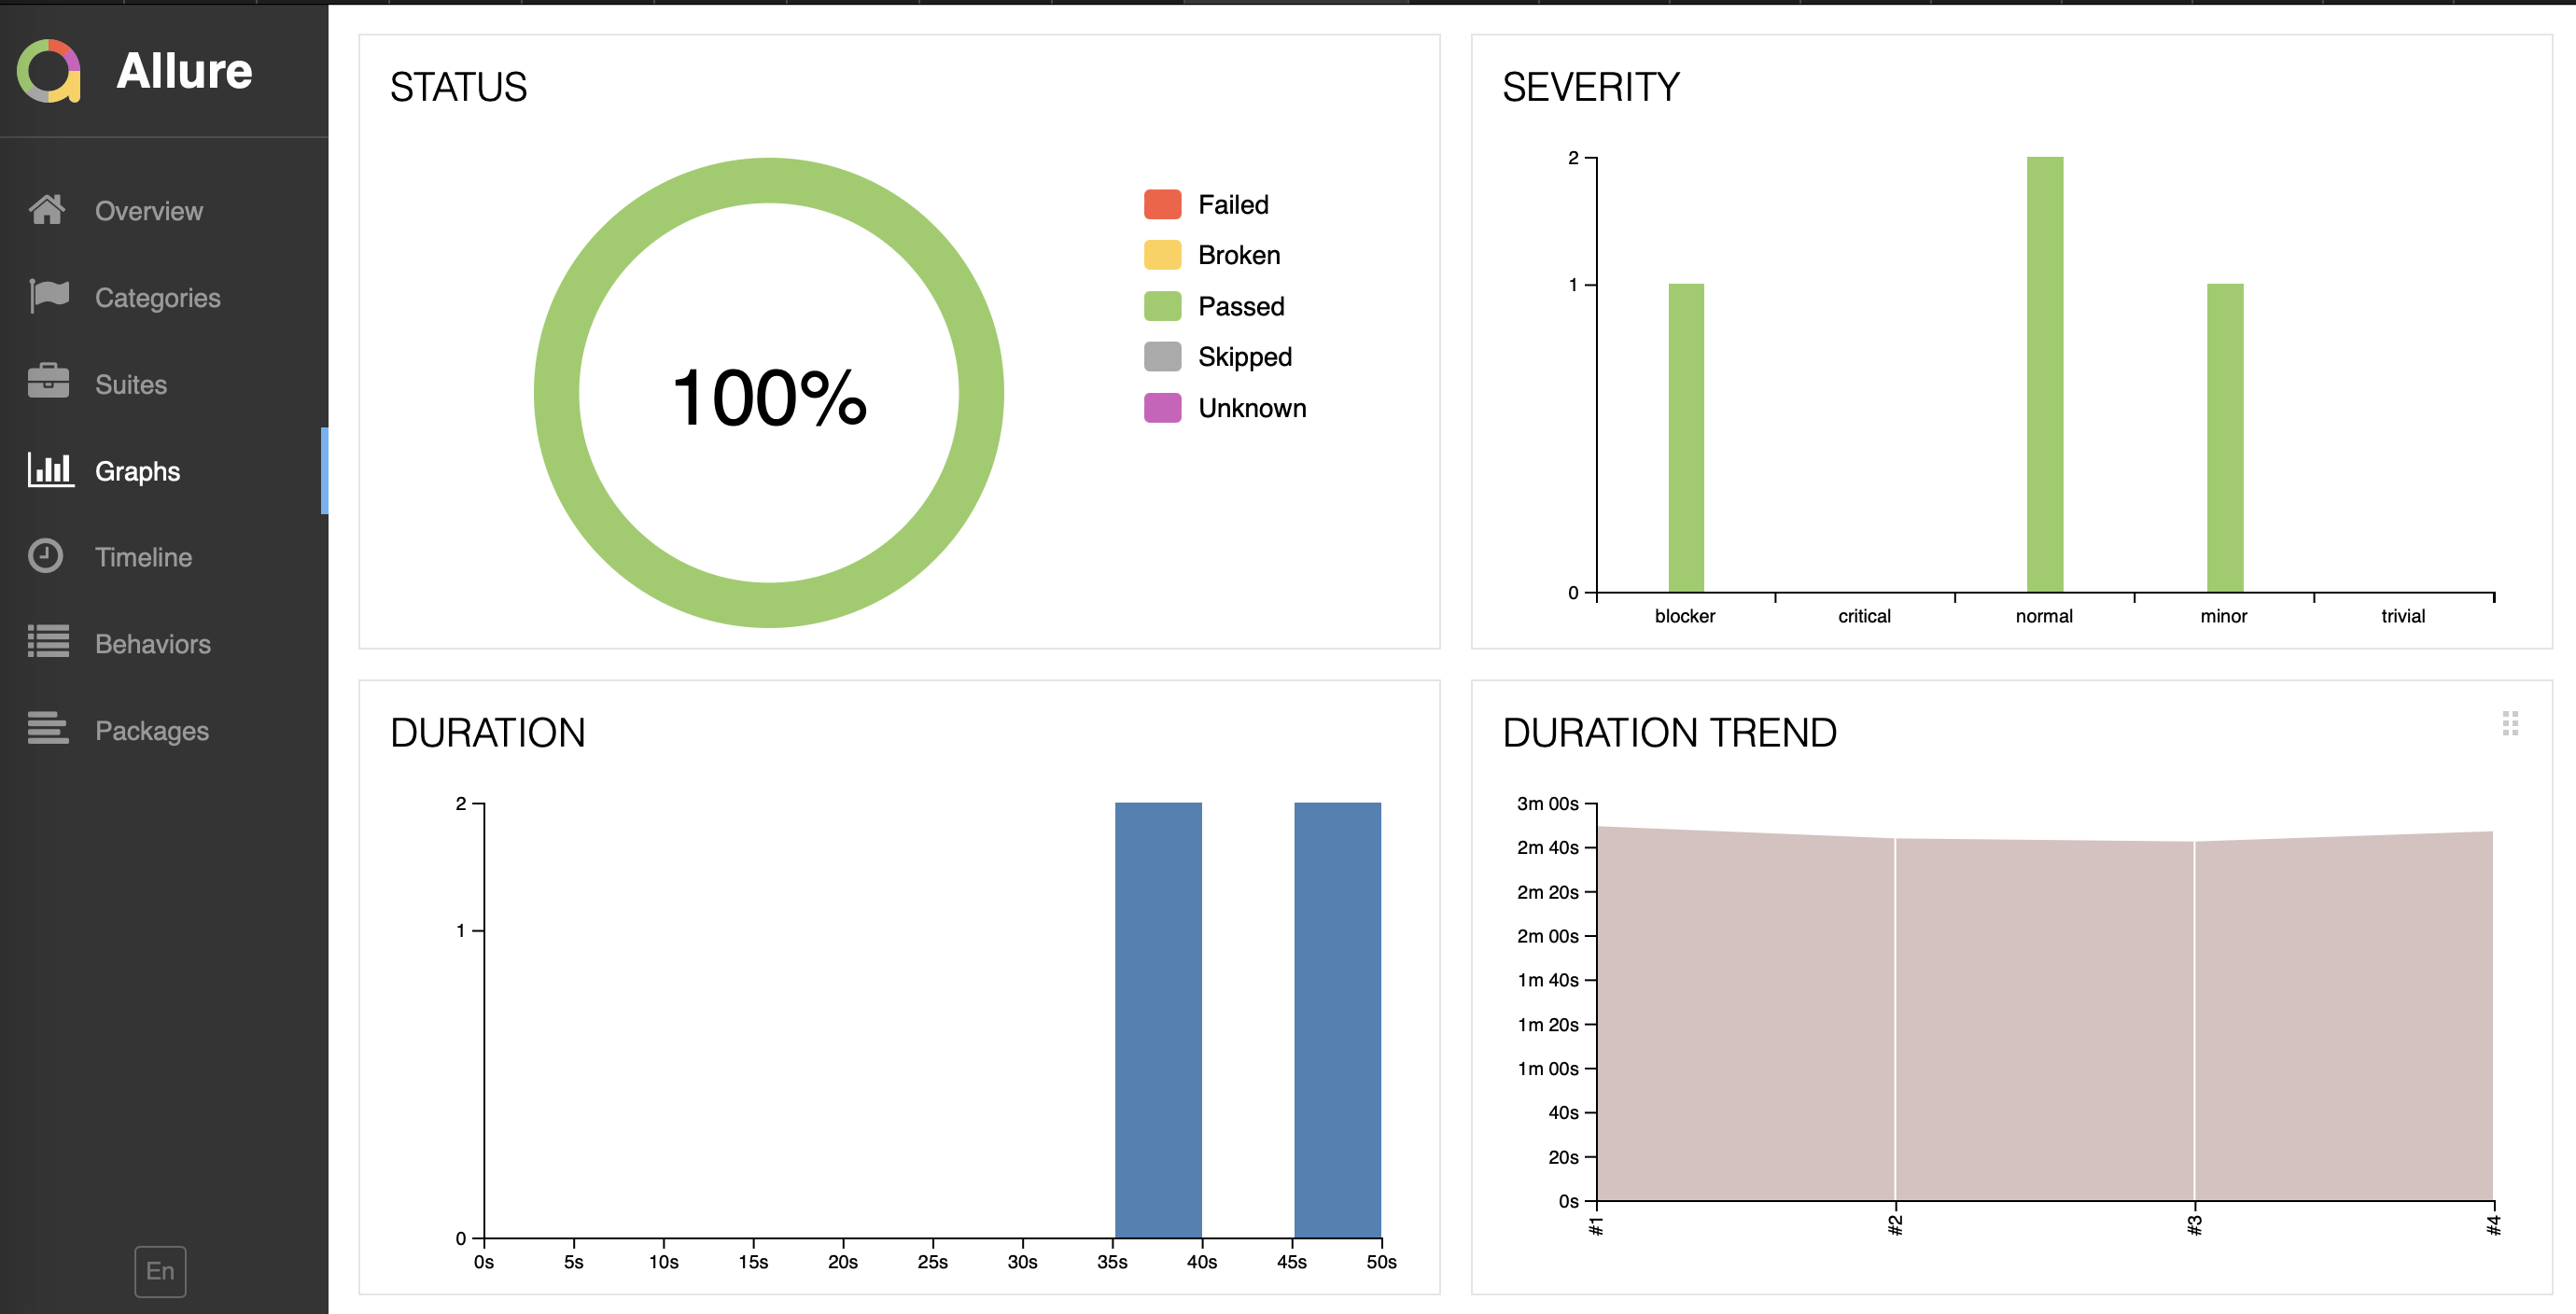 Allure
Overview
Categories
Suites
Graphs
Timeline
Behaviors
Packages
En
STATUS
100%
Failed
Broken
Passed
Skipped
Unknown
SEVERITY
2
1
0
blocker critical normal minor trivial
DURATION
2
1
0
0s 5s 10s 15s 20s 25s 30s 35s 40s 45s 50s
DURATION TREND
3m 00s
2m 40s
2m 20s
2m 00s
1m 40s
1m 20s
1m 00s
40s
20s
0s
#1 #2 #3 #4